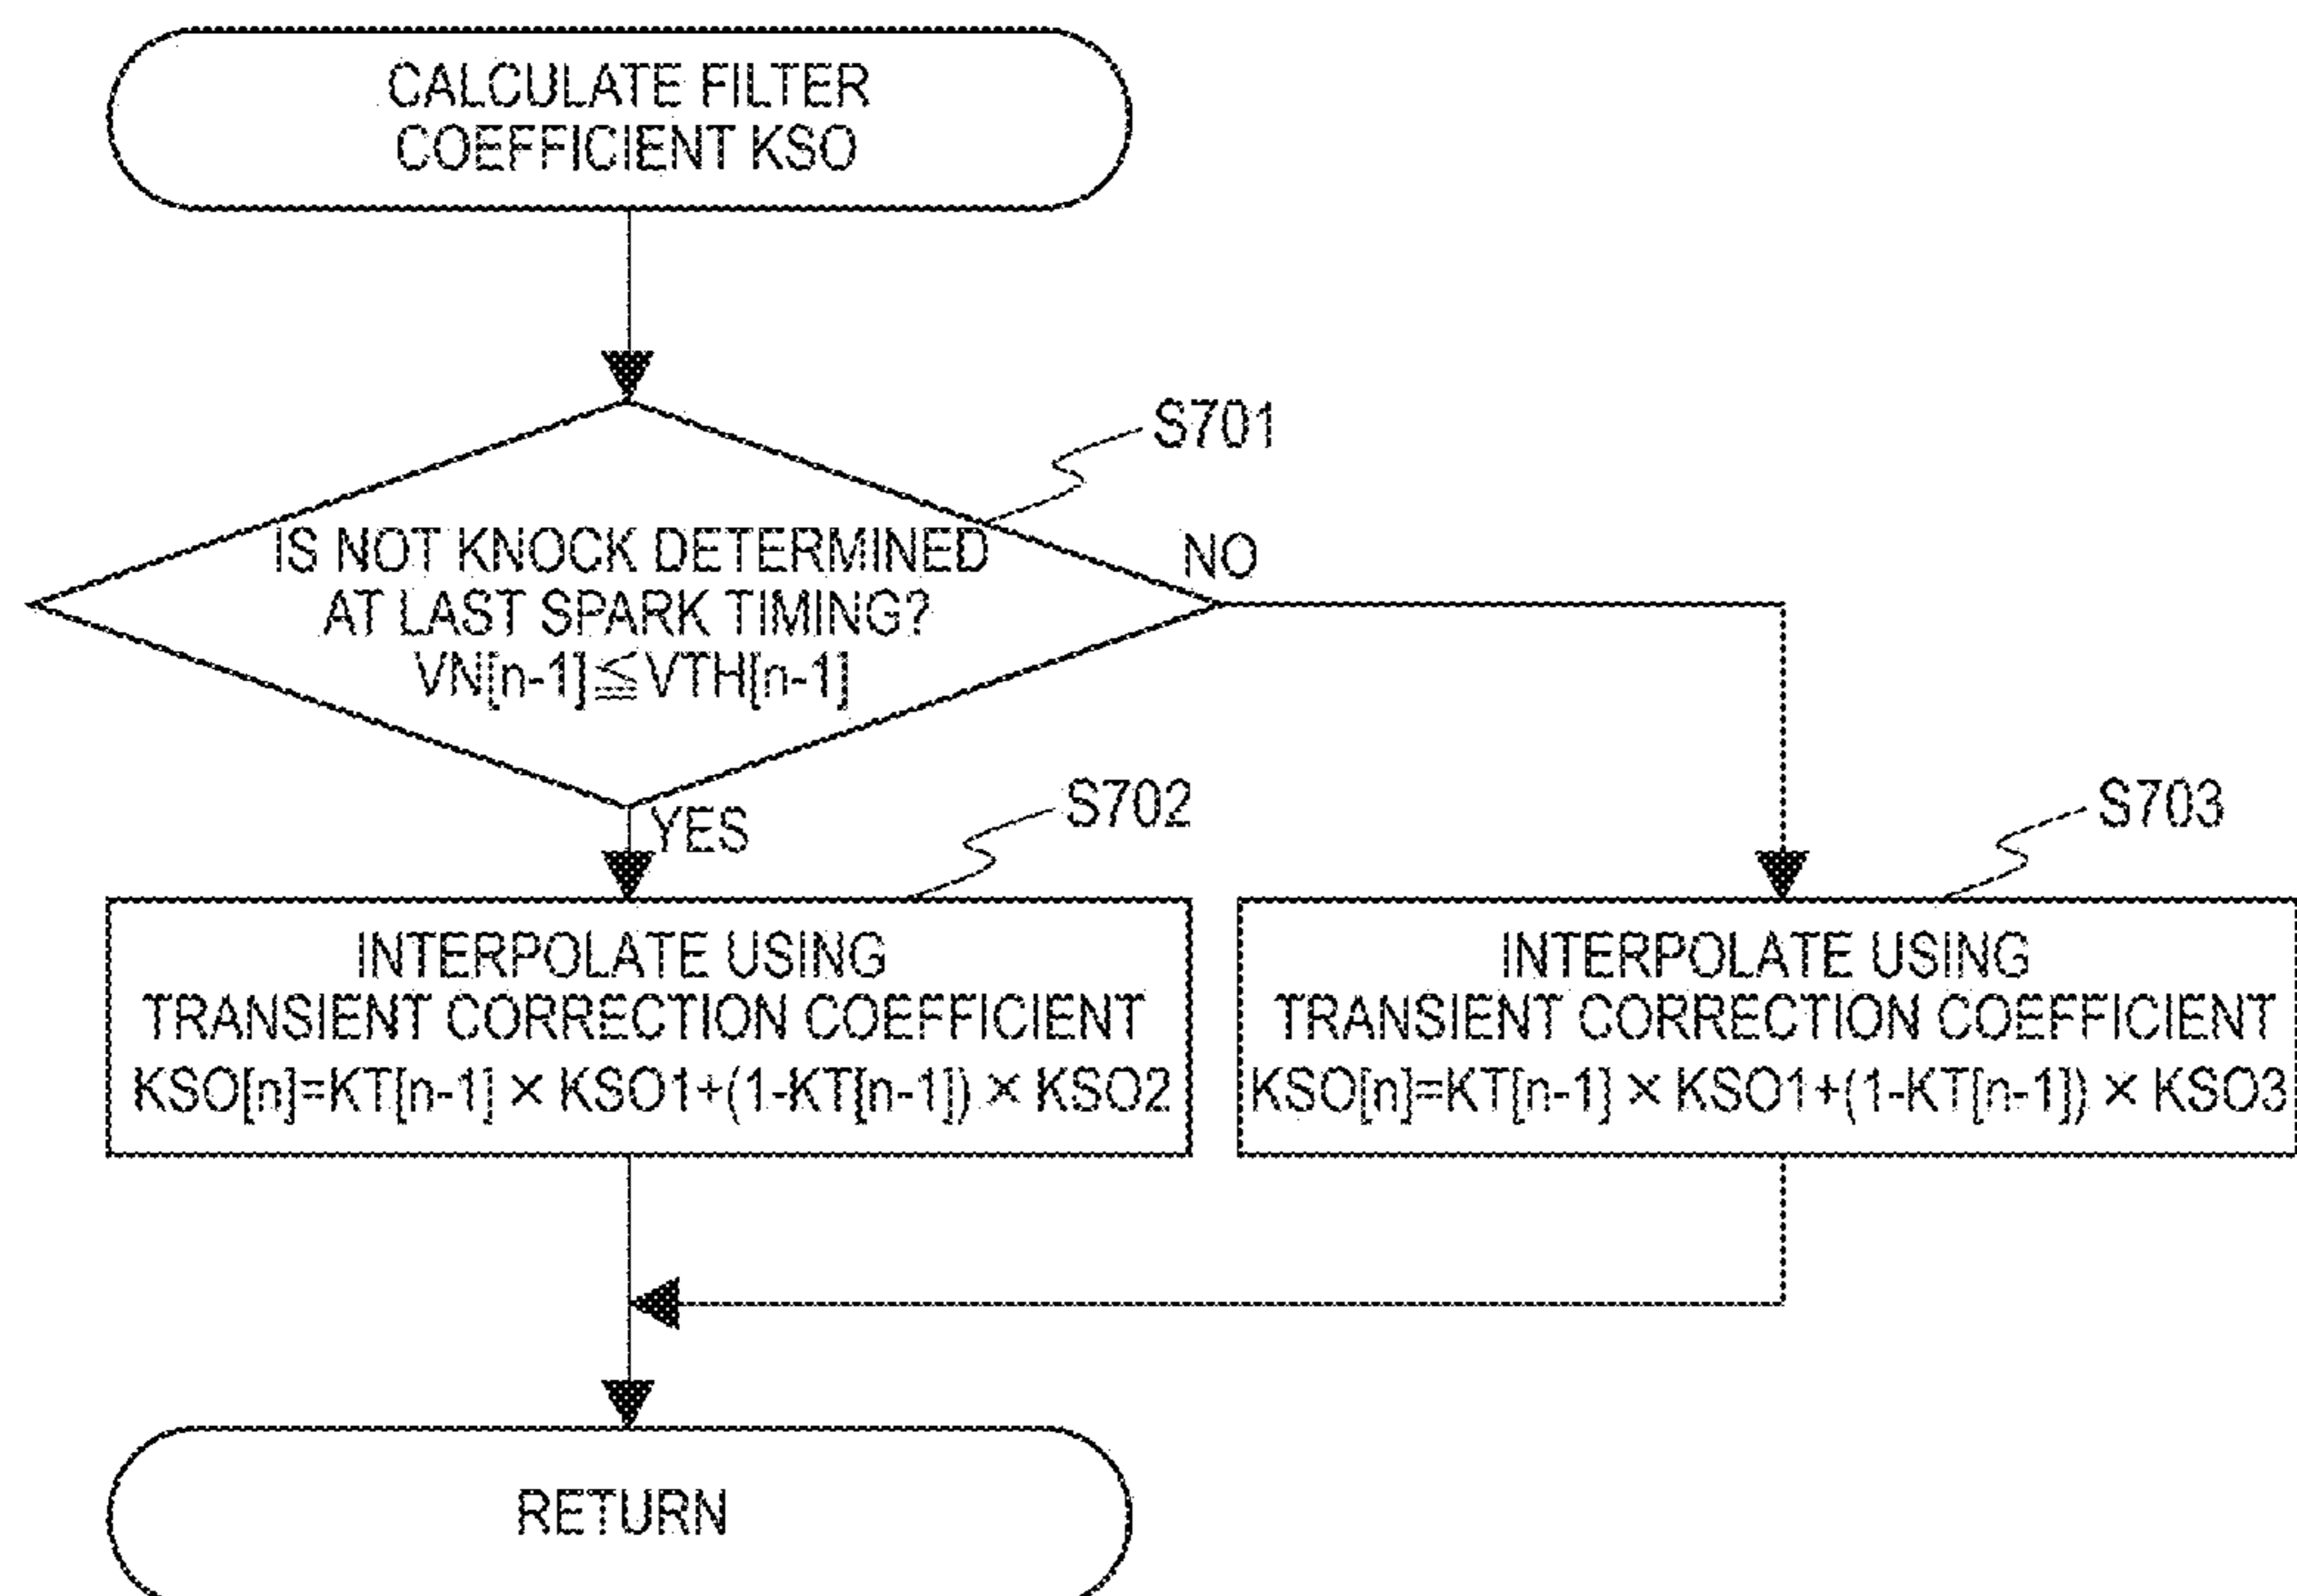 CALCULATE FILTER
COEFFICIENT KSO
S701
IS NOT KNOCK DETERMINED
AT LAST SPARK TIMING?
VN[n-1]≦VTH[n-1]
NO
YES
S702
S703
INTERPOLATE USING
TRANSIENT CORRECTION COEFFICIENT
KSO[n]=KT[n-1] × KSO1+(1-KT[n-1]) × KSO2
INTERPOLATE USING
TRANSIENT CORRECTION COEFFICIENT
KSO[n]=KT[n-1] × KSO1+(1-KT[n-1]) × KSO3
RETURN